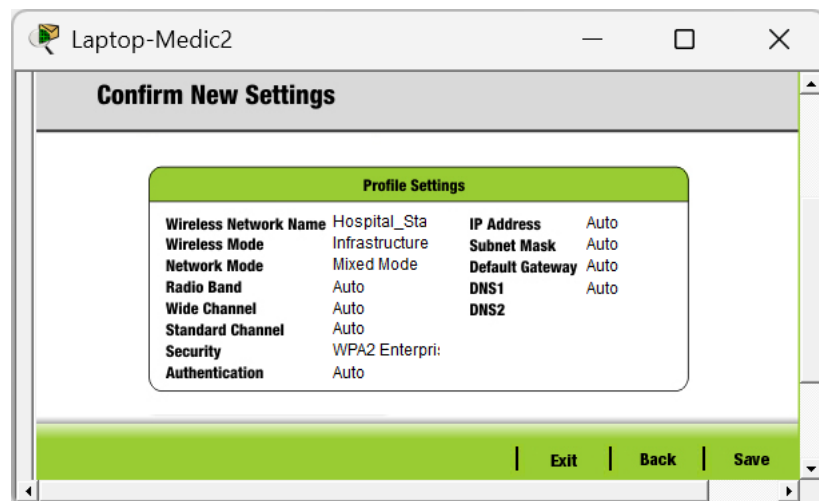 Laptop-Medic2
Confirm New Settings
Profile Settings
Wireless Network Name Hospital_Sta
Wireless Mode Infrastructure
Network Mode Mixed Mode
Radio Band Auto
Wide Channel Auto
Standard Channel Auto
Security WPA2 Enterpri
Authentication Auto
IP Address Auto
Subnet Mask Auto
Default Gateway Auto
DNS1 Auto
DNS2
Exit Back Save